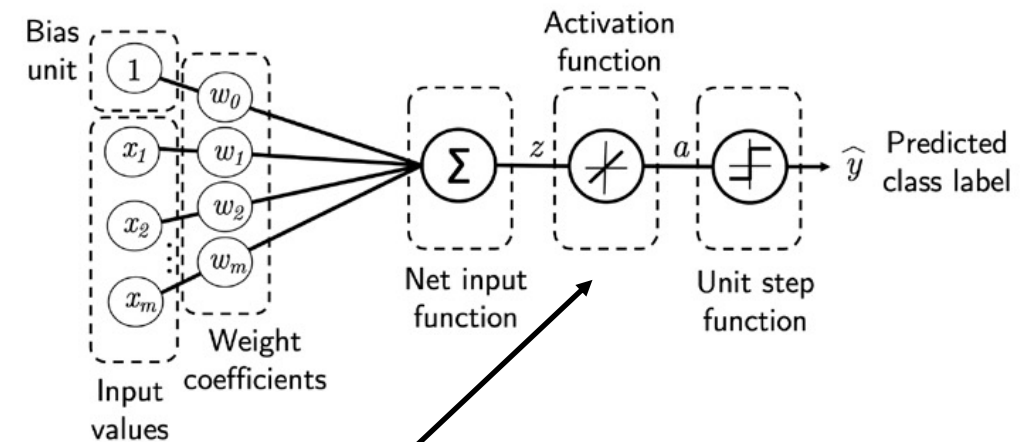 Bias
unit
1
w0
x1
w1
x2
w2
⋮
xm
wm
Input
values
Weight
coefficients
Σ
Net input
function
z
Activation
function
a
Unit step
function
ŷ
Predicted
class label